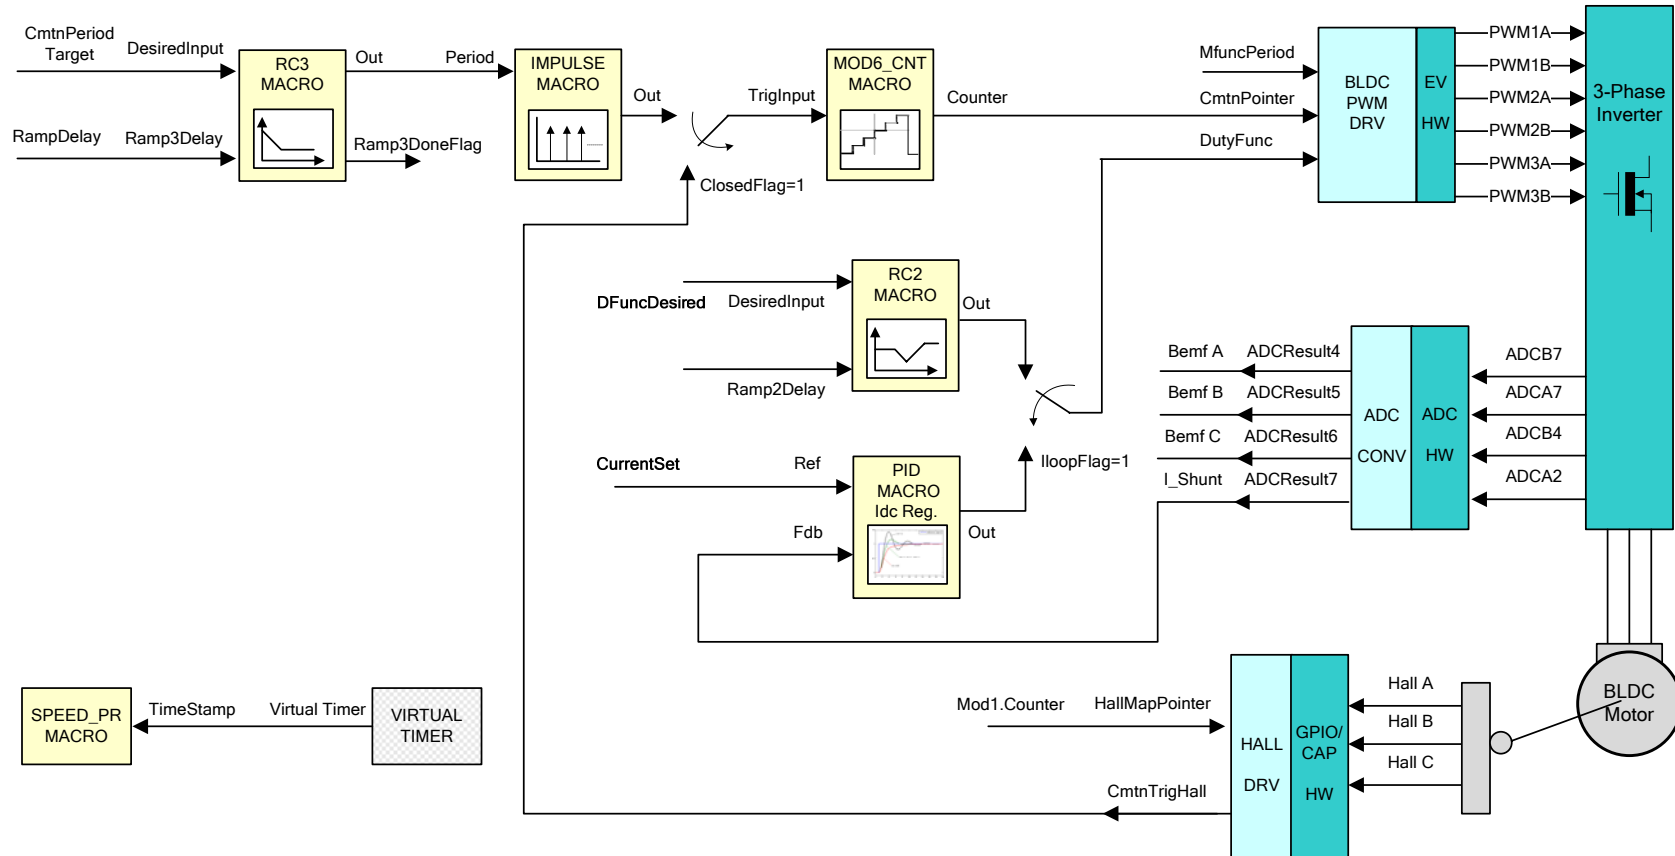 CmtnPeriod
Target
DesiredInput
RC3
MACRO
Out
Period
IMPULSE
MACRO
Out
TrigInput
MOD6_CNT
MACRO
Counter
MfuncPeriod
CmtnPointer
DutyFunc
BLDC
PWM
DRV
EV
HW
PWM1A
PWM1B
PWM2A
PWM2B
PWM3A
PWM3B
3-Phase
Inverter
RampDelay
Ramp3Delay
Ramp3DoneFlag
ClosedFlag=1
DFuncDesired
DesiredInput
RC2
MACRO
Out
Ramp2Delay
CurrentSet
Ref
PID
MACRO
Idc Reg.
Fdb
Out
IloopFlag=1
Bemf A
ADCResult4
Bemf B
ADCResult5
Bemf C
ADCResult6
I_Shunt
ADCResult7
ADC
CONV
ADC
HW
ADCB7
ADCA7
ADCB4
ADCA2
SPEED_PR
MACRO
TimeStamp
Virtual Timer
VIRTUAL
TIMER
Mod1.Counter
HallMapPointer
CmtnTrigHall
HALL
DRV
GPIO/
CAP
HW
Hall A
Hall B
Hall C
BLDC
Motor